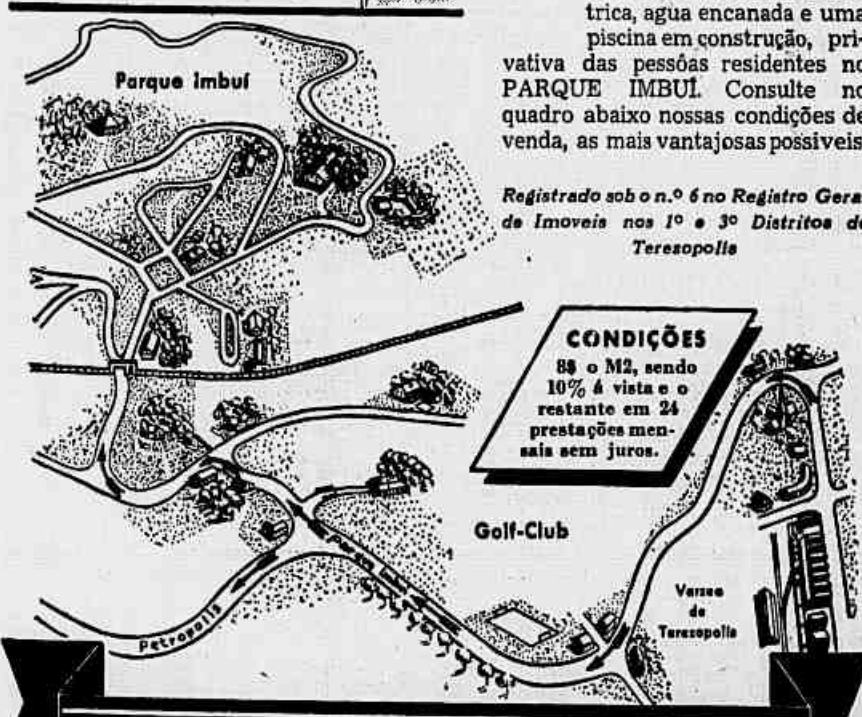 Parque Imbuí
trica, agua encanada e uma
piscina em construção, pri-
vativa das pessôas residentes no
PARQUE IMBUÍ. Consulte no
quadro abaixo nossas condições de
venda, as mais vantajosas possiveis
Registrado sob o n.º 6 no Registro Geral
de Imoveis nos 1º e 3º Distritos de
Teresopolis
CONDIÇÕES
8$ o M2, sendo
10% á vista e o
restante em 24
prestações men-
sais sem juros.
Golf-Club
Varzea
de
Terezopolis
Petropolis